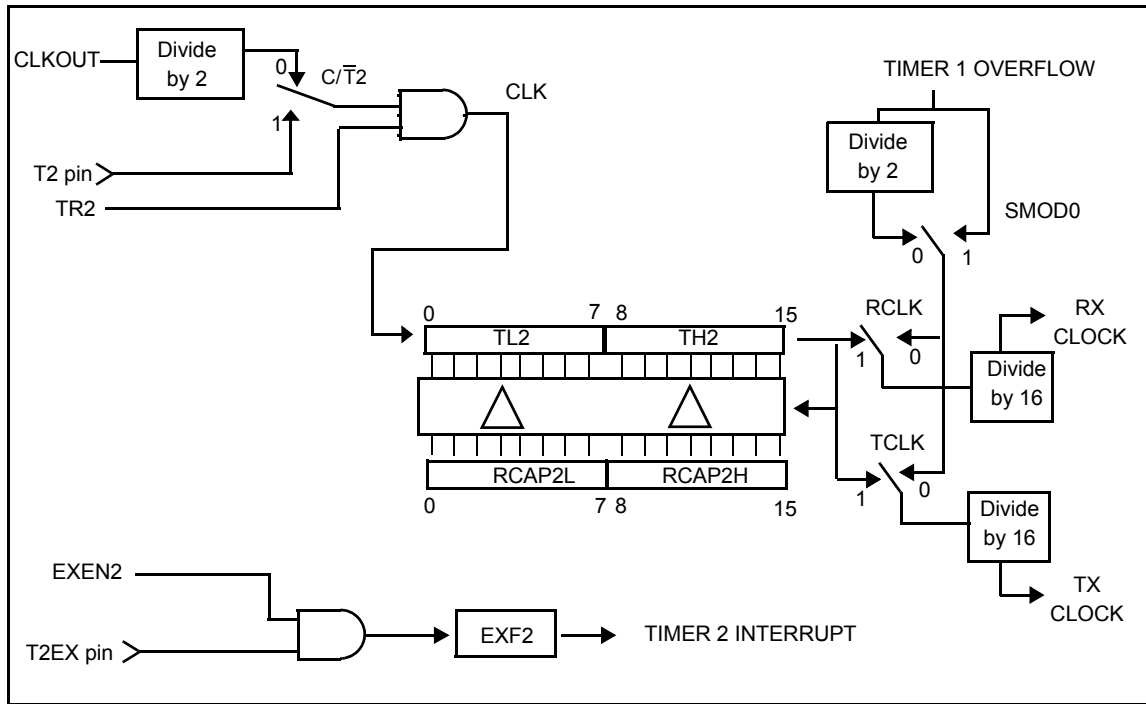 CLKOUT
Divide
by 2
0
C/T̅2
1
CLK
T2 pin
TR2
TIMER 1 OVERFLOW
Divide
by 2
SMOD0
0
1
0 7 8 15
TL2 TH2
RCLK
1
0
RX
CLOCK
Divide
by 16
TCLK
1
0
RCAP2L RCAP2H
0 7 8 15
Divide
by 16
TX
CLOCK
EXEN2
T2EX pin
EXF2
TIMER 2 INTERRUPT